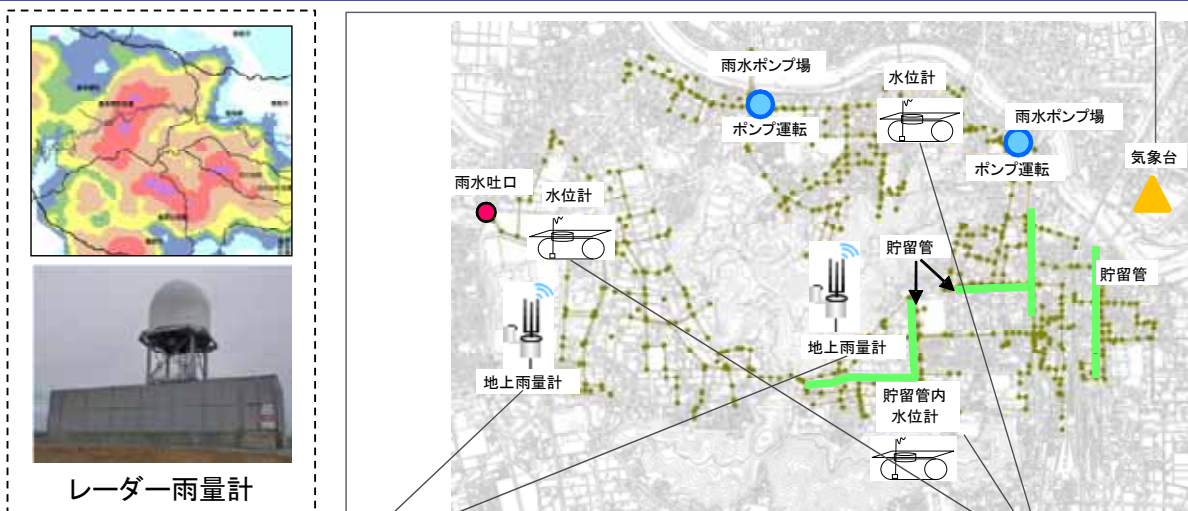 レーダー雨量計
雨水ポンプ場
ポンプ運転
水位計
雨水ポンプ場
ポンプ運転
気象台
雨水吐口
水位計
貯留管
貯留管
地上雨量計
地上雨量計
貯留管内
水位計